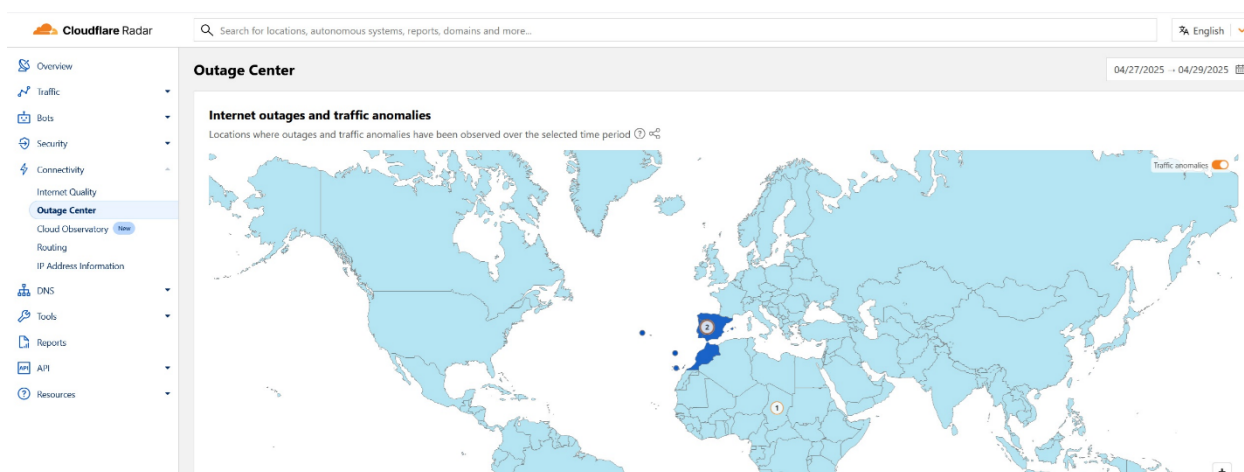 Cloudflare Radar
Search for locations, autonomous systems, reports, domains and more...
English
Overview
Traffic
Bots
Security
Connectivity
Internet Quality
Outage Center
Cloud Observatory New
Routing
IP Address Information
DNS
Tools
Reports
API API
Resources
Outage Center
04/27/2025 → 04/29/2025
Internet outages and traffic anomalies
Locations where outages and traffic anomalies have been observed over the selected time period
Traffic anomalies
2
1
+